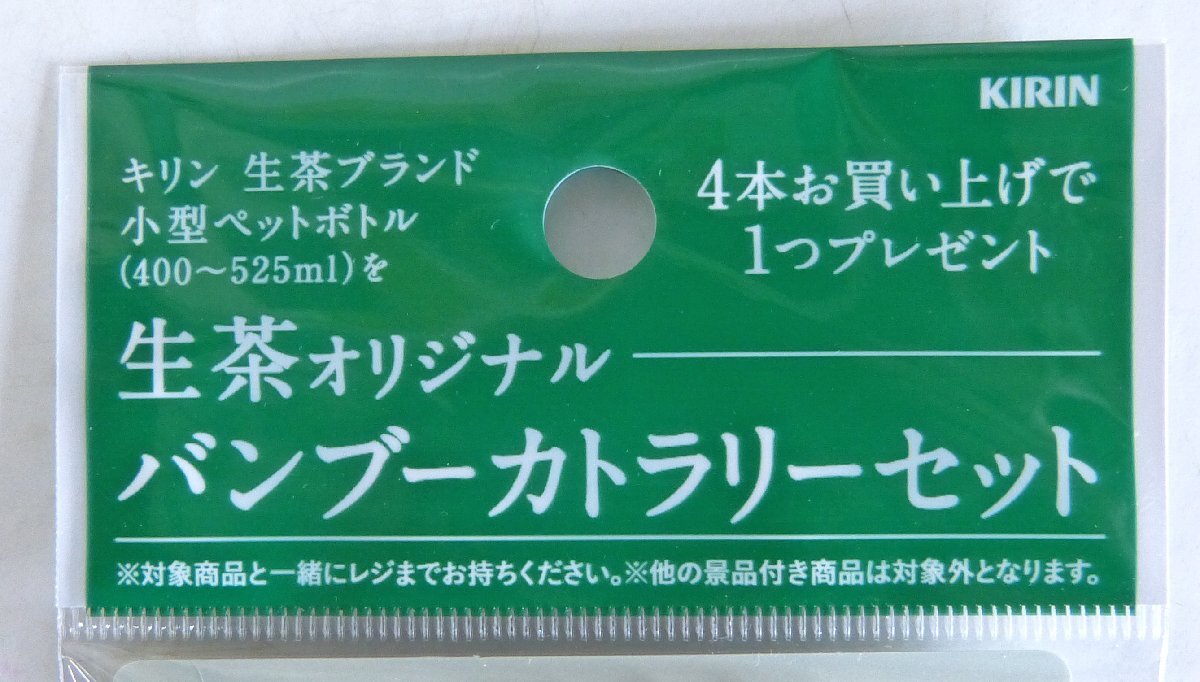 KIRIN
キリン 生茶ブランド
小型ペットボトル
(400～525ml)を
4本お買い上げで
1つプレゼント
生茶オリジナル
バンブーカトラリーセット
※対象商品と一緒にレジまでお持ちください。※他の景品付き商品は対象外となります。